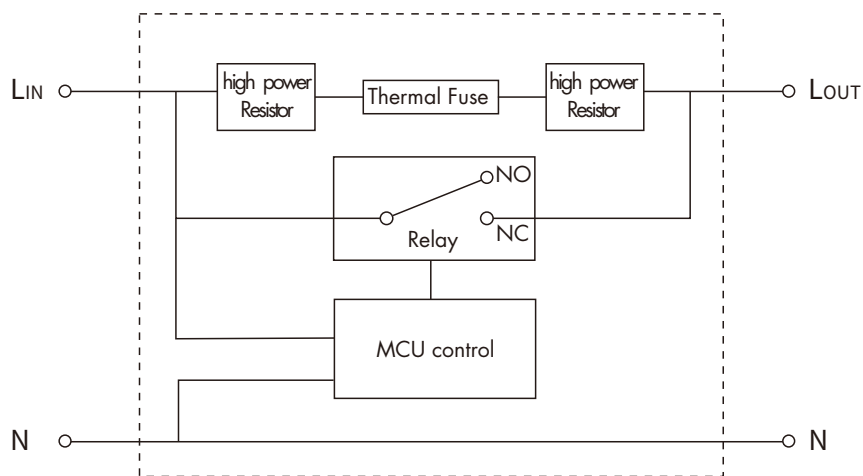 LIN
high power
Resistor
Thermal Fuse
high power
Resistor
LOUT
NO
NC
Relay
MCU control
N
N